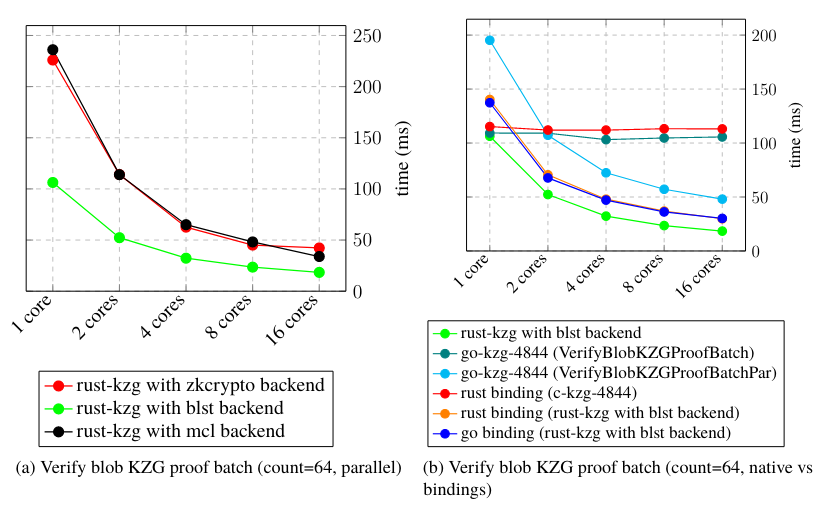 250
200
150
100
50
0
time (ms)
1 core
2 cores
4 cores
8 cores
16 cores
rust-kzg with zkcrypto backend
rust-kzg with blst backend
rust-kzg with mcl backend
(a) Verify blob KZG proof batch (count=64, parallel)
200
150
100
50
0
time (ms)
1 core
2 cores
4 cores
8 cores
16 cores
rust-kzg with blst backend
go-kzg-4844 (VerifyBlobKZGProofBatch)
go-kzg-4844 (VerifyBlobKZGProofBatchPar)
rust binding (c-kzg-4844)
rust binding (rust-kzg with blst backend)
go binding (rust-kzg with blst backend)
(b) Verify blob KZG proof batch (count=64, native vs
bindings)